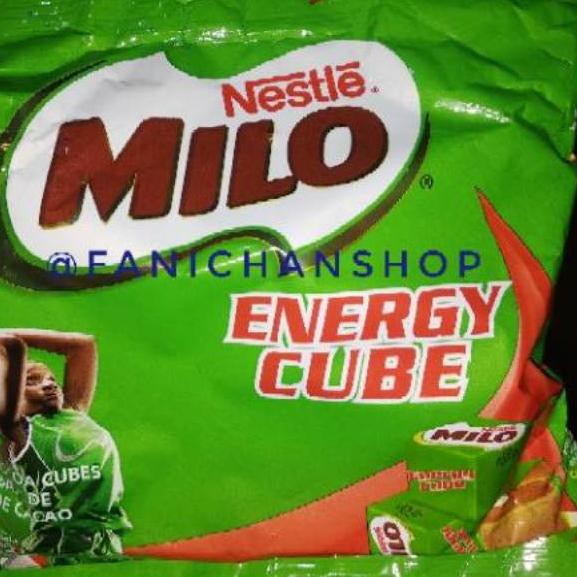 Nestlé®
MILO®
@FANICHANSHOP
ENERGY
CUBE
MILO
CUBES
DE
CACAO